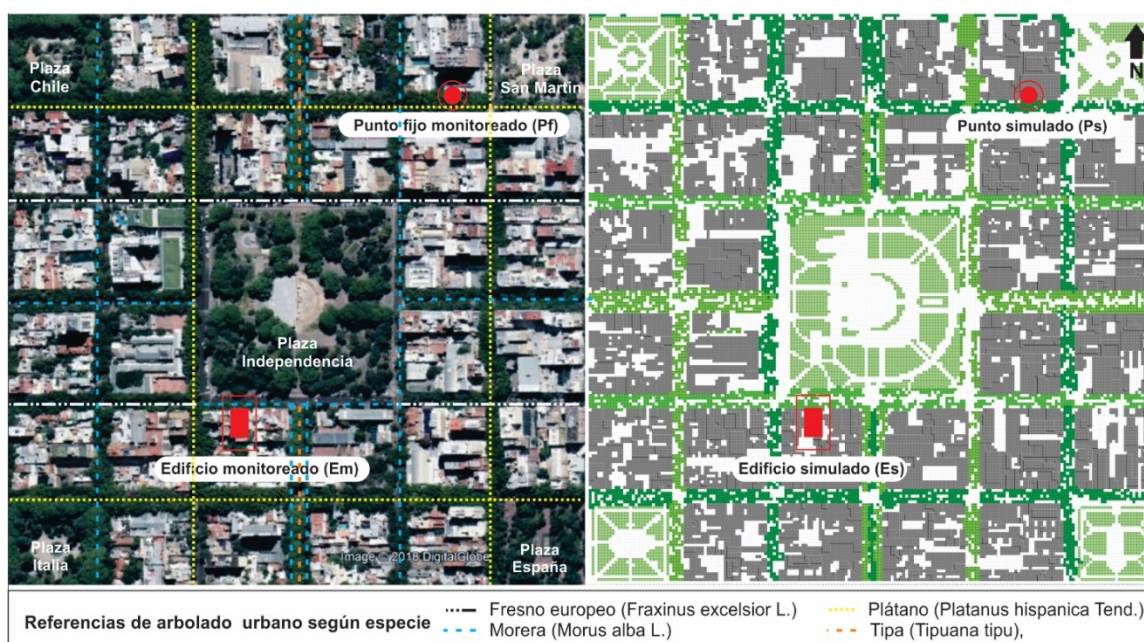 Plaza
Chile
Plaza
San Martín
Punto fijo monitoreado (Pf)
Plaza
Independencia
Edificio monitoreado (Em)
Plaza
Italia
Image © 2018 DigitalGlobe
Plaza
España
N
Punto simulado (Ps)
Edificio simulado (Es)
Referencias de arbolado urbano según especie
Fresno europeo (Fraxinus excelsior L.)
Morera (Morus alba L.)
Plátano (Platanus hispanica Tend.)
Tipa (Tipuana tipu),